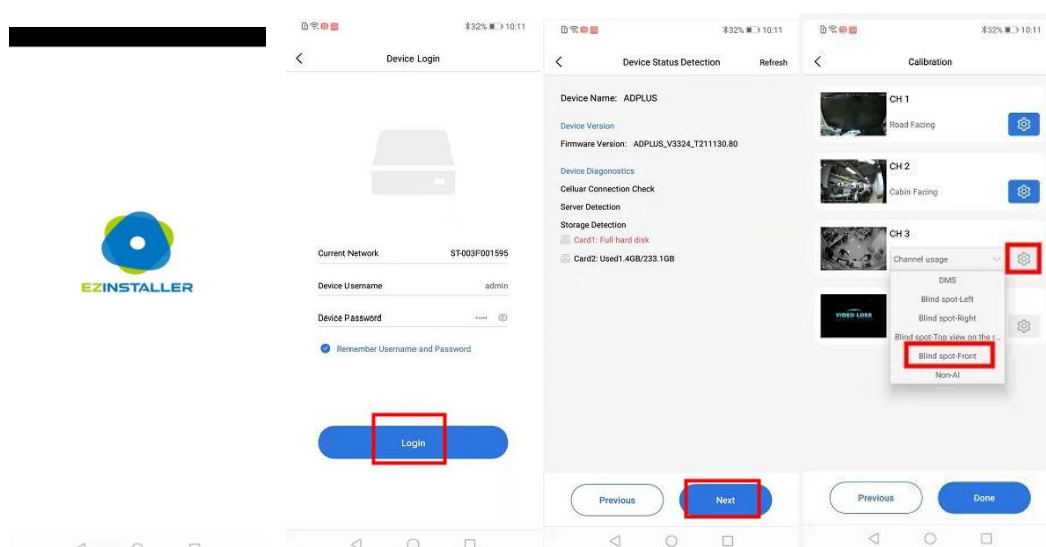 EZINSTALLER
32% 10:11
Device Login
Current Network ST-003F001595
Device Username admin
Device Password
Remember Username and Password
Login
32% 10:11
Device Status Detection Refresh
Device Name: ADPLUS
Device Version
Firmware Version: ADPLUS_V3324_T211130.80
Device Diagonostics
Celluar Connection Check
Server Detection
Storage Detection
Card1: Full hard disk
Card2: Used1.4GB/233.1GB
Previous Next
32% 10:11
Calibration
CH 1
Road Facing
CH 2
Cabin Facing
CH 3
Channel usage
DMS
Blind spot-Left
Blind spot-Right
VIDEO LOSS
Blind spot-Top view on the r...
Blind spot-Front
Non-AI
Previous Done